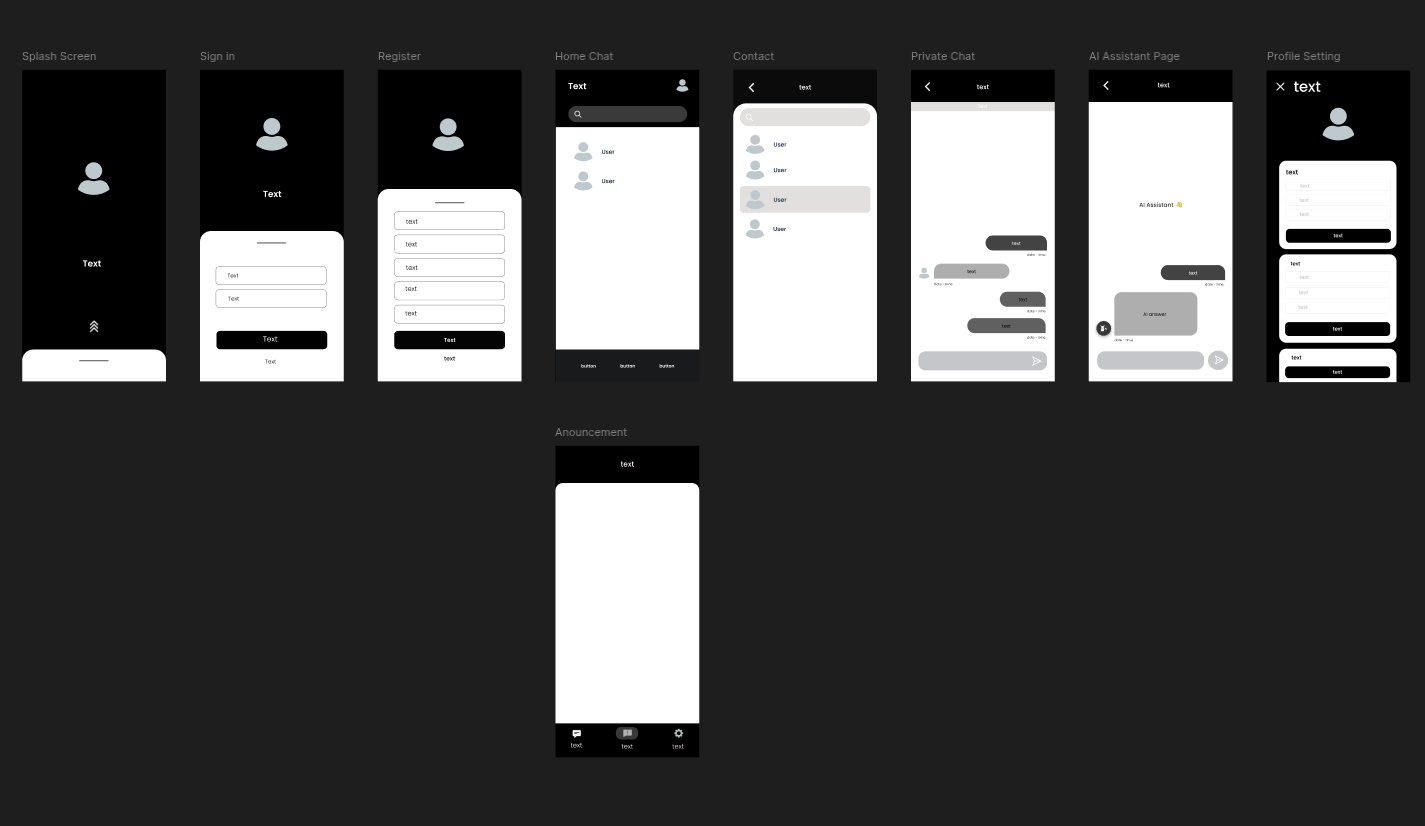 Splash Screen
Text
Sign in
Text
Text
Text
Text
Text
Register
text
text
text
text
text
Text
text
Home Chat
Text
User
User
button
button
button
Contact
text
User
User
User
User
Private Chat
text
text
date - time
text
date - time
text
date - time
text
date - time
AI Assistant Page
text
AI Assistant 👋
text
date - time
AI answer
date - time
Profile Setting
text
text
text
text
text
text
text
text
text
text
text
text
text
Anouncement
text
text
text
text